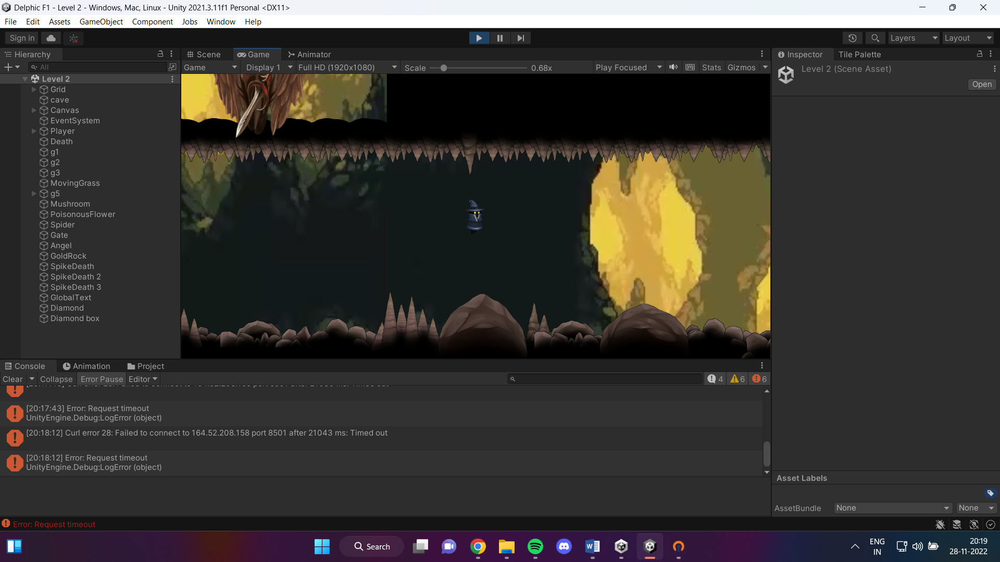 Delphic F1 - Level 2 - Windows, Mac, Linux - Unity 2021.3.11f1 Personal <DX11>
File Edit Assets GameObject Component Jobs Window Help
Sign in Layers Layout
Hierarchy Scene Game Animator Inspector Tile Palette
All Game Display 1 Full HD (1920x1080) Scale 0.68x Play Focused Stats Gizmos
Level 2 (Scene Asset)
Open
Level 2
Grid
cave
Canvas
EventSystem
Player
Death
g1
g2
g3
MovingGrass
g5
Mushroom
PoisonousFlower
Spider
Gate
Angel
GoldRock
SpikeDeath
SpikeDeath 2
SpikeDeath 3
GlobalText
Diamond
Diamond box
Console Animation Project
Clear Collapse Error Pause Editor 4 6 6
[20:17:43] Error: Request timeout
UnityEngine.Debug:LogError (object)
[20:18:12] Curl error 28: Failed to connect to 164.52.208.158 port 8501 after 21043 ms: Timed out
[20:18:12] Error: Request timeout
UnityEngine.Debug:LogError (object)
Asset Labels
AssetBundle None None
Error: Request timeout
Search
ENG
IN
20:19
28-11-2022